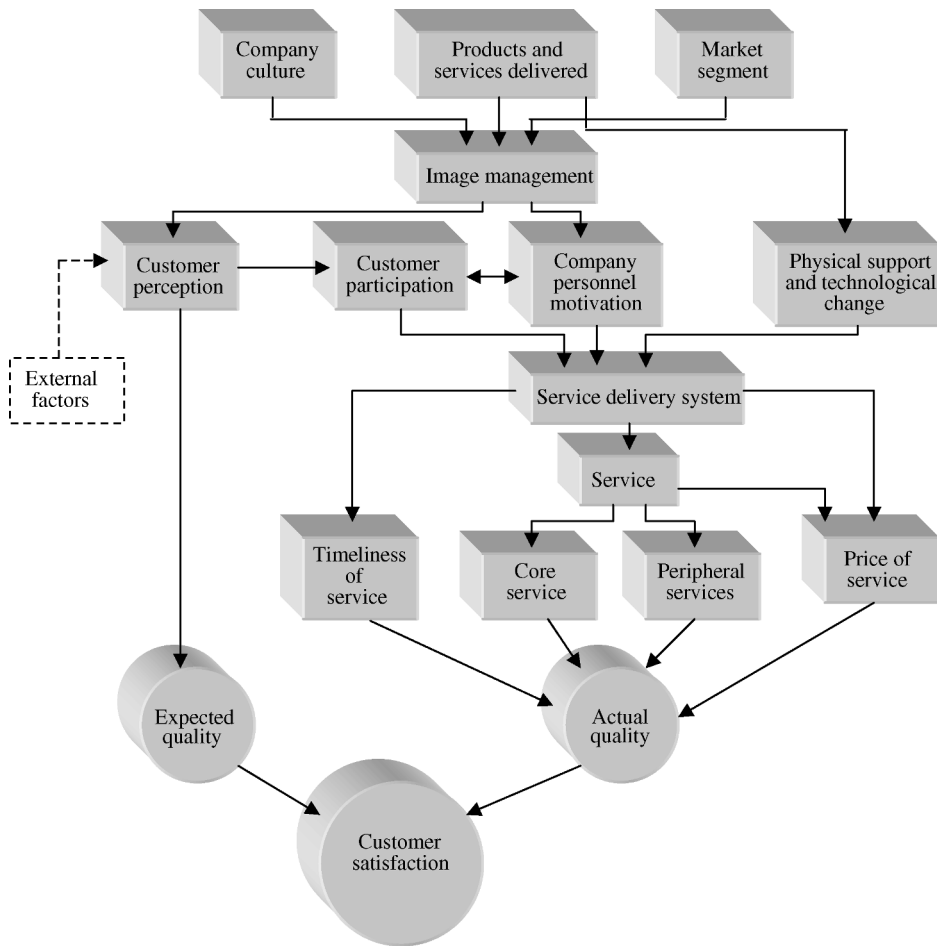 Company
culture
Products and
services delivered
Market
segment
Image management
Customer
perception
Customer
participation
Company
personnel
motivation
Physical support
and technological
change
External
factors
Service delivery system
Service
Timeliness
of
service
Core
service
Peripheral
services
Price of
service
Expected
quality
Actual
quality
Customer
satisfaction